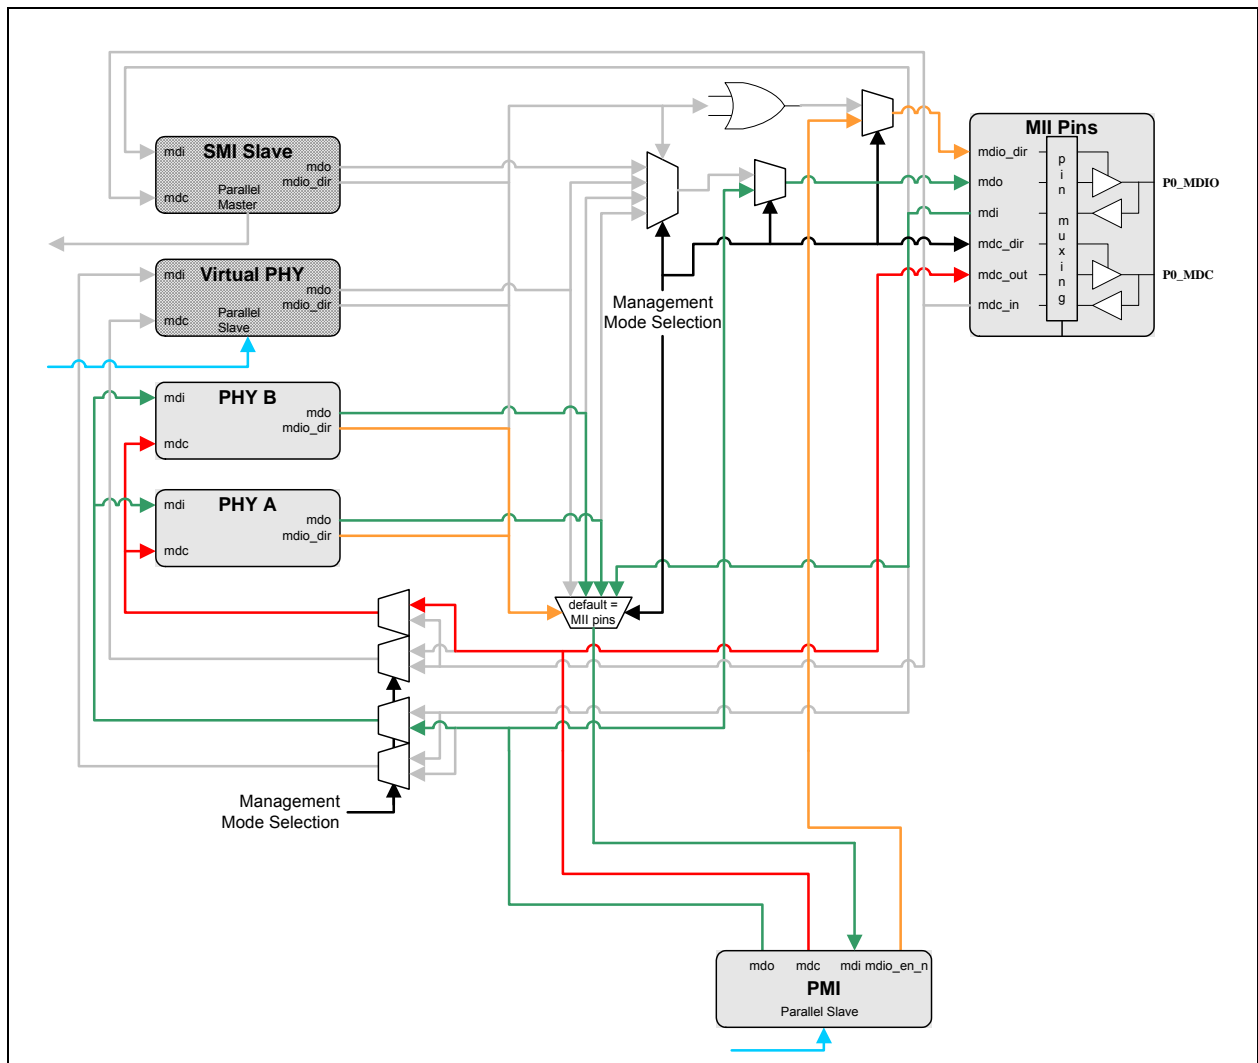 SMI Slave
mdi
mdo
mdio_dir
mdc
Parallel
Master
MII Pins
mdio_dir
mdo
mdi
mdc_dir
mdc_out
mdc_in
pin muxing
P0_MDIO
P0_MDC
Virtual PHY
mdi
mdo
mdio_dir
mdc
Parallel
Slave
Management
Mode Selection
PHY B
mdi
mdo
mdio_dir
mdc
PHY A
mdi
mdo
mdio_dir
mdc
default =
MII pins
Management
Mode Selection
mdo mdc mdi mdio_en_n
PMI
Parallel Slave